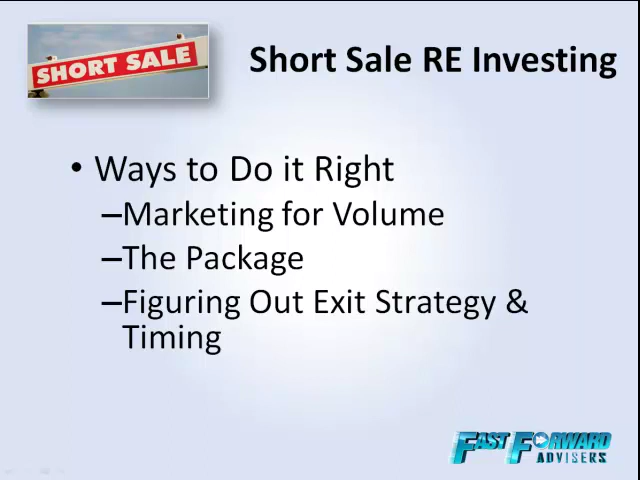 SHORT SALE
Short Sale RE Investing
• Ways to Do it Right
–Marketing for Volume
–The Package
–Figuring Out Exit Strategy &
Timing
FAST FORWARD
ADVISERS